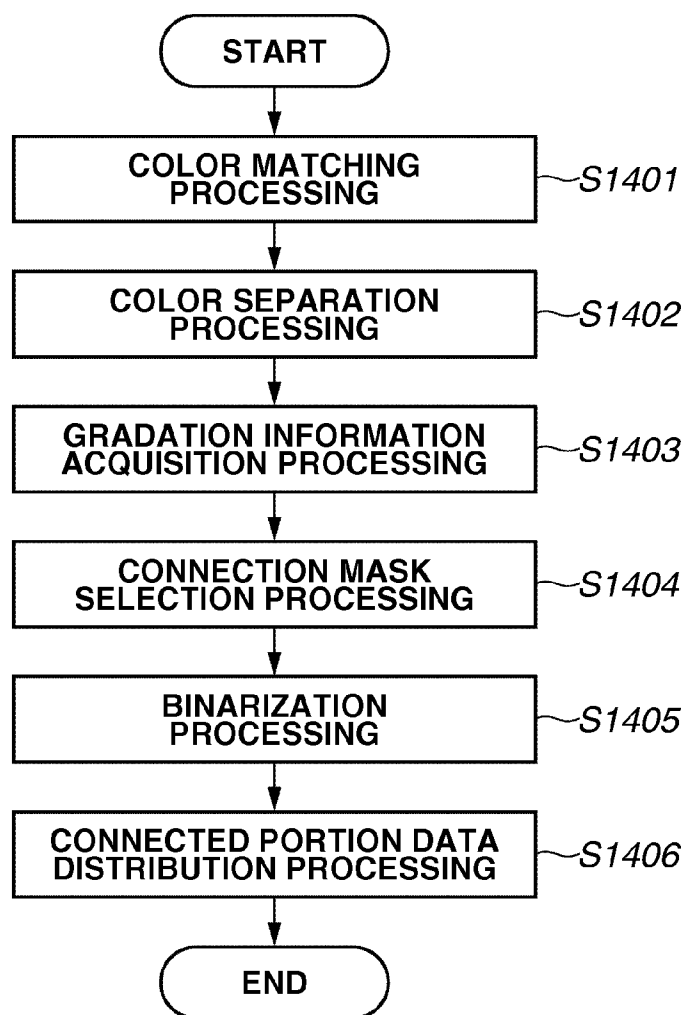 START
COLOR MATCHING
PROCESSING
S1401
COLOR SEPARATION
PROCESSING
S1402
GRADATION INFORMATION
ACQUISITION PROCESSING
S1403
CONNECTION MASK
SELECTION PROCESSING
S1404
BINARIZATION
PROCESSING
S1405
CONNECTED PORTION DATA
DISTRIBUTION PROCESSING
S1406
END